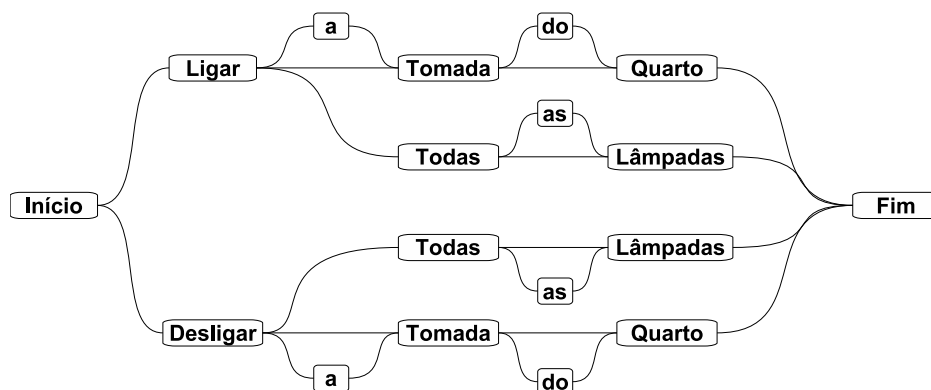 a
do
Ligar
Tomada
Quarto
as
Todas
Lâmpadas
Início
Fim
Todas
Lâmpadas
as
Desligar
Tomada
Quarto
a
do